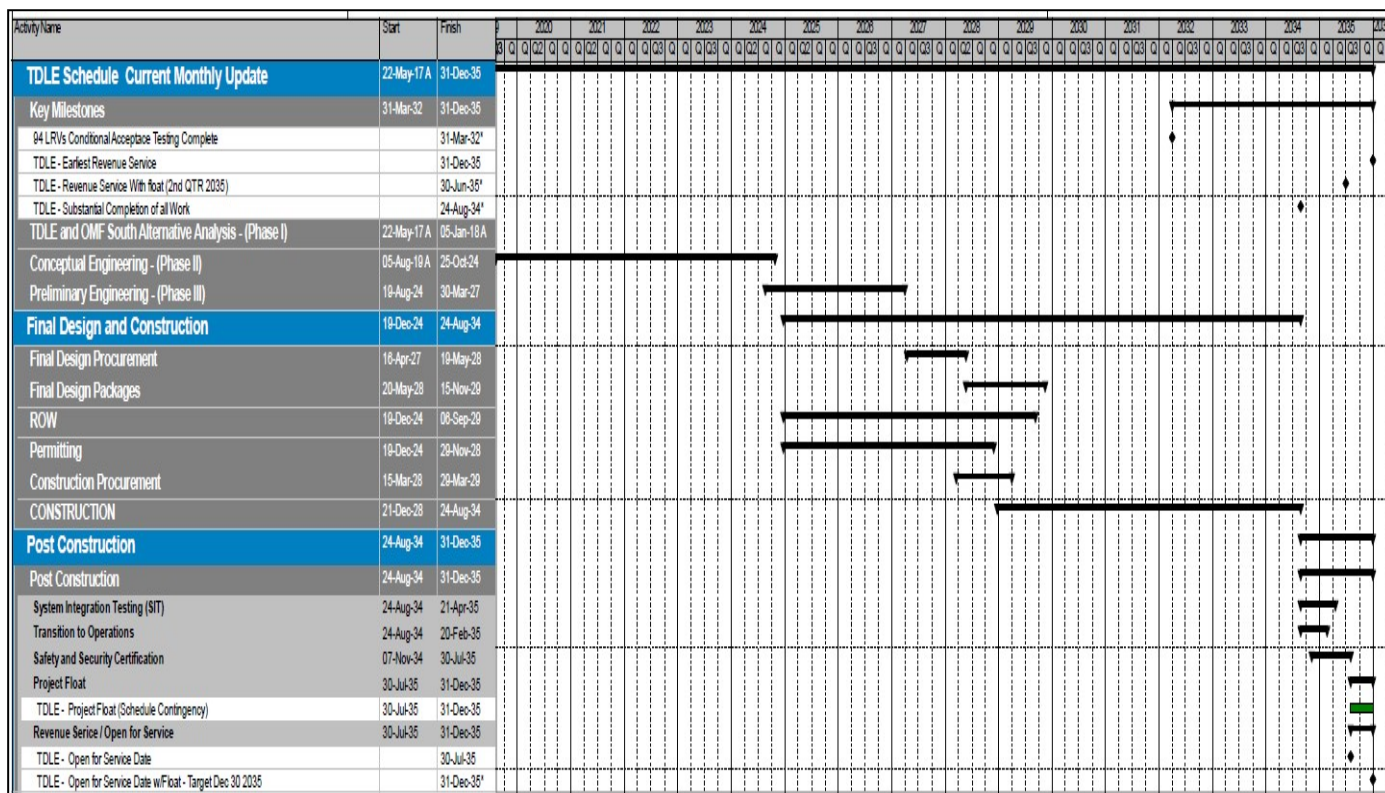 Activity Name Start Finish 9 2020 2021 2022 2023 2024 2025 2026 2027 2028 2029 2030 2031 2032 2033 2034 2035 203
TDLE Schedule Current Monthly Update 22-May-17 A 31-Dec-35
Key Milestones 31-Mar-32 31-Dec-35
94 LRVs Conditional Acceptace Testing Complete 31-Mar-32*
TDLE - Earliest Revenue Service 31-Dec-35
TDLE - Revenue Service With float (2nd QTR 2035) 30-Jun-35*
TDLE - Substantial Completion of all Work 24-Aug-34*
TDLE and OMF South Alternative Analysis - (Phase I) 22-May-17 A 05-Jan-18 A
Conceptual Engineering - (Phase II) 05-Aug-19 A 25-Oct-24
Preliminary Engineering - (Phase III) 19-Aug-24 30-Mar-27
Final Design and Construction 19-Dec-24 24-Aug-34
Final Design Procurement 16-Apr-27 19-May-28
Final Design Packages 20-May-28 15-Nov-29
ROW 19-Dec-24 06-Sep-29
Permitting 19-Dec-24 29-Nov-28
Construction Procurement 15-Mar-28 29-Mar-29
CONSTRUCTION 21-Dec-28 24-Aug-34
Post Construction 24-Aug-34 31-Dec-35
Post Construction 24-Aug-34 31-Dec-35
System Integration Testing (SIT) 24-Aug-34 21-Apr-35
Transition to Operations 24-Aug-34 20-Feb-35
Safety and Security Certification 07-Nov-34 30-Jul-35
Project Float 30-Jul-35 31-Dec-35
TDLE - Project Float (Schedule Contingency) 30-Jul-35 31-Dec-35
Revenue Serice / Open for Service 30-Jul-35 31-Dec-35
TDLE - Open for Service Date 30-Jul-35
TDLE - Open for Service Date w/Float - Target Dec 30 2035 31-Dec-35*